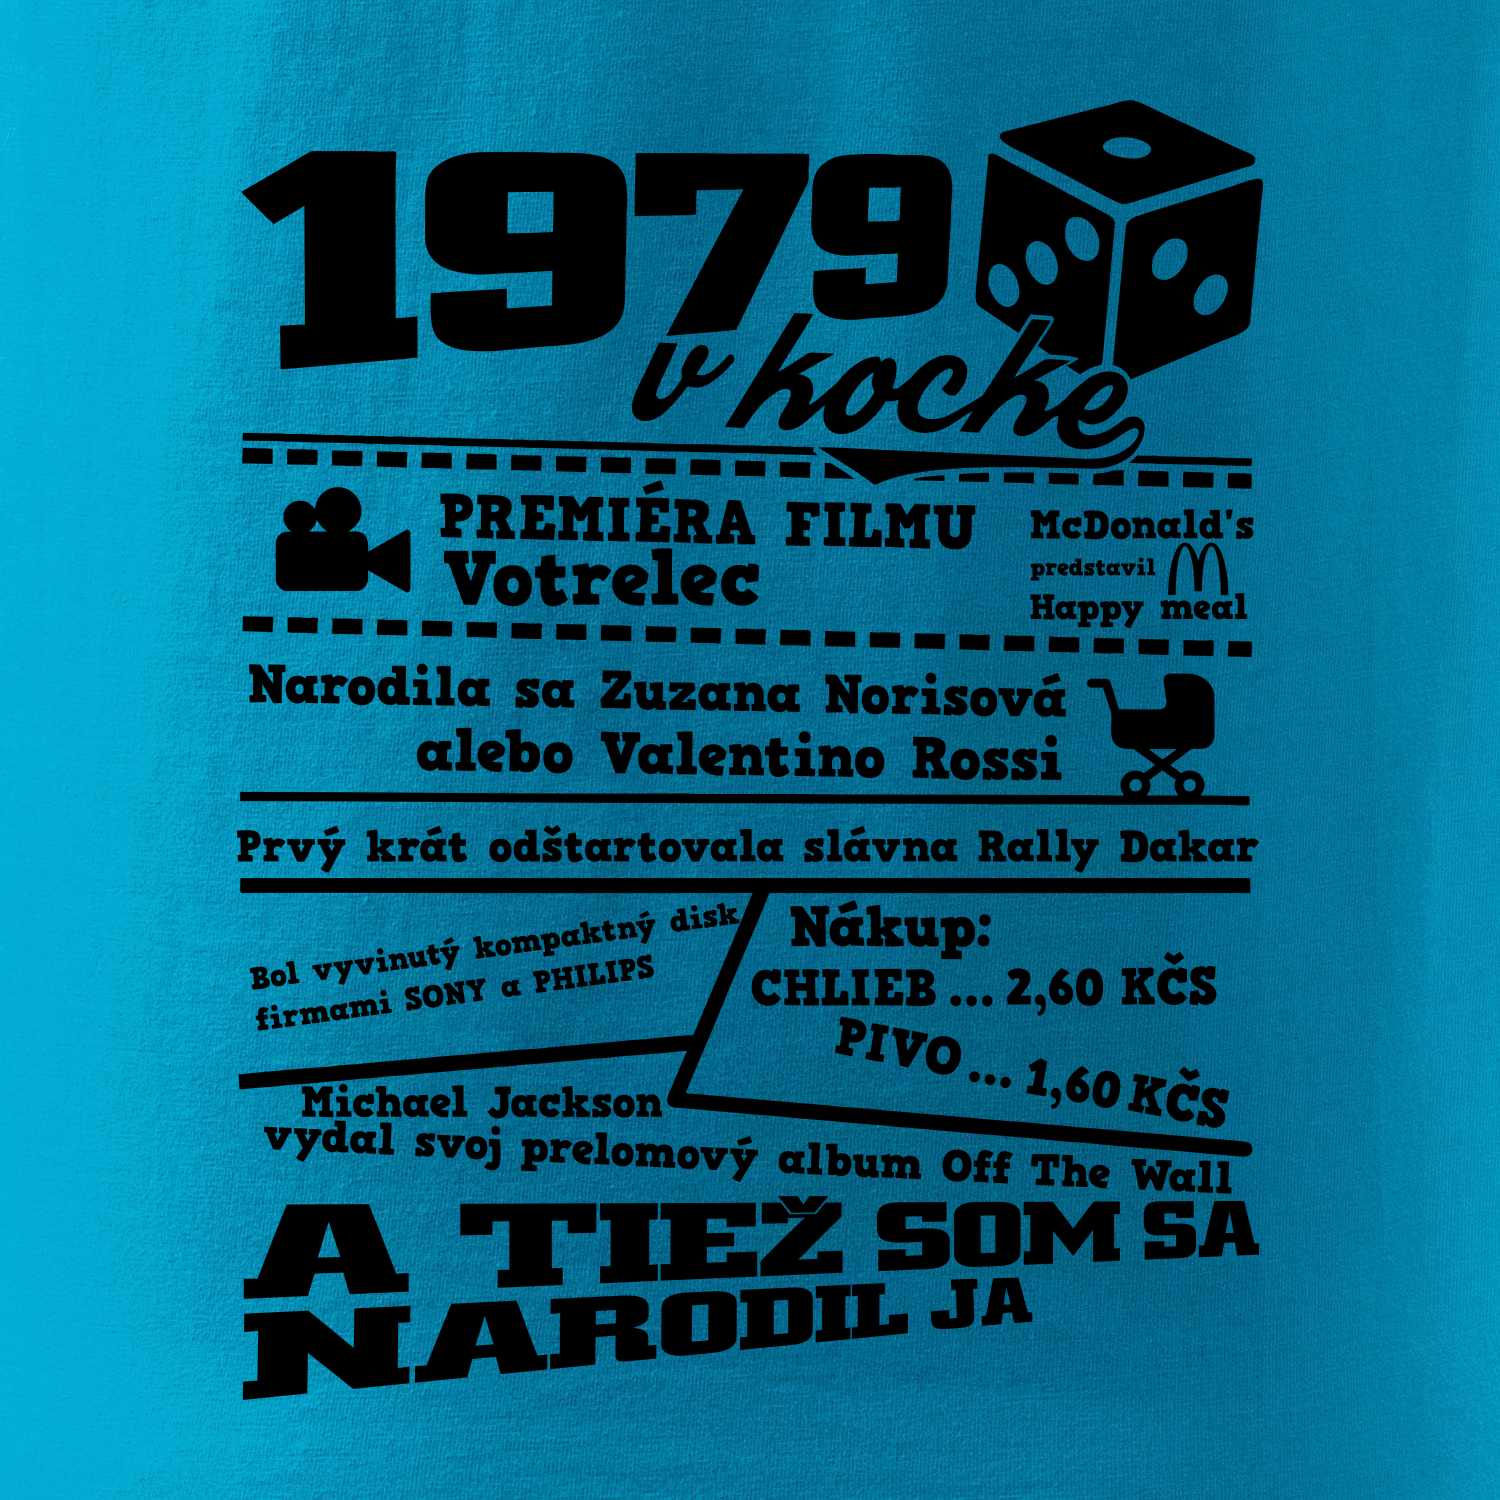 1979
v kocke
PREMIÉRA FILMU
Votrelec
McDonald's
predstavil
Happy meal
Narodila sa Zuzana Norisová
alebo Valentino Rossi
Prvý krát odštartovala slávna Rally Dakar
Bol vyvinutý kompaktný disk
firmami SONY a PHILIPS
Nákup:
CHLIEB ... 2,60 KČS
PIVO ... 1,60 KČS
Michael Jackson
vydal svoj prelomový album Off The Wall
A TIEŽ SOM SA
NARODIL JA